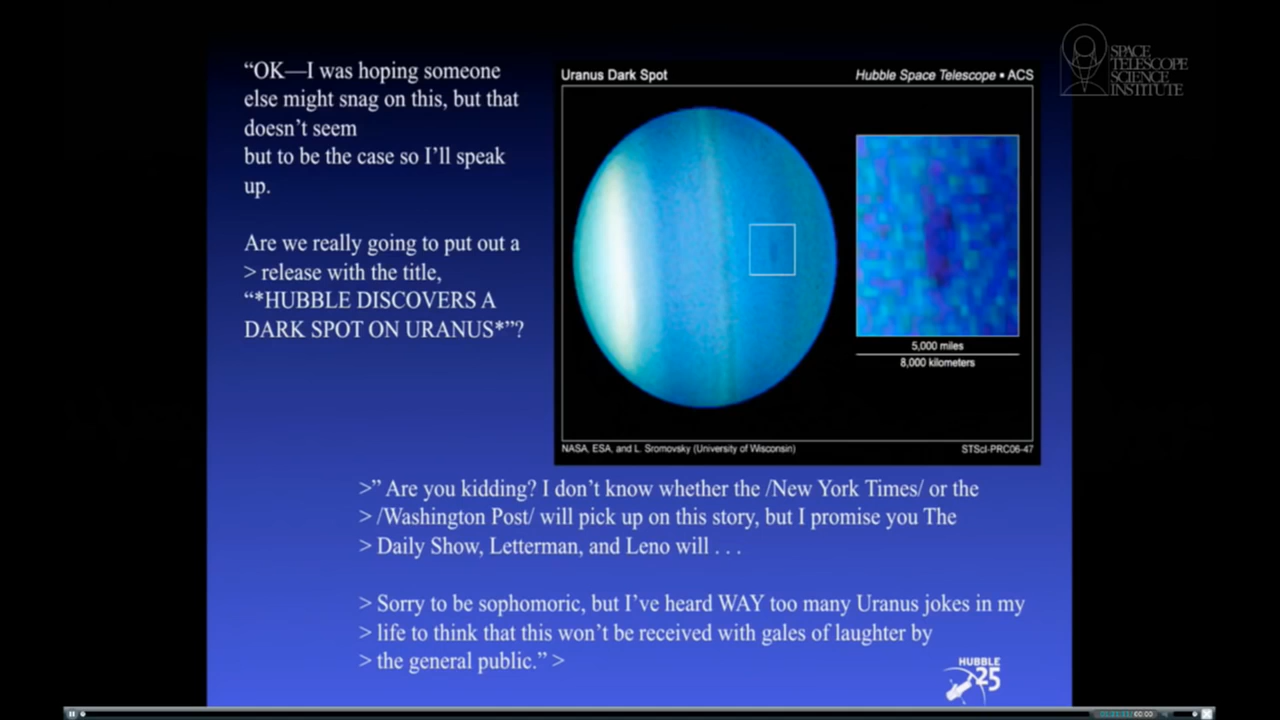 SPACE
TELESCOPE
SCIENCE
INSTITUTE
“OK—I was hoping someone
else might snag on this, but that
doesn’t seem
but to be the case so I’ll speak
up.
Are we really going to put out a
> release with the title,
“*HUBBLE DISCOVERS A
DARK SPOT ON URANUS*”?
Uranus Dark Spot
Hubble Space Telescope • ACS
5,000 miles
8,000 kilometers
NASA, ESA, and L. Sromovsky (University of Wisconsin)
STScI-PRC06-47
>” Are you kidding? I don’t know whether the /New York Times/ or the
> /Washington Post/ will pick up on this story, but I promise you The
> Daily Show, Letterman, and Leno will . . .
> Sorry to be sophomoric, but I’ve heard WAY too many Uranus jokes in my
> life to think that this won’t be received with gales of laughter by
> the general public.” >
HUBBLE
25